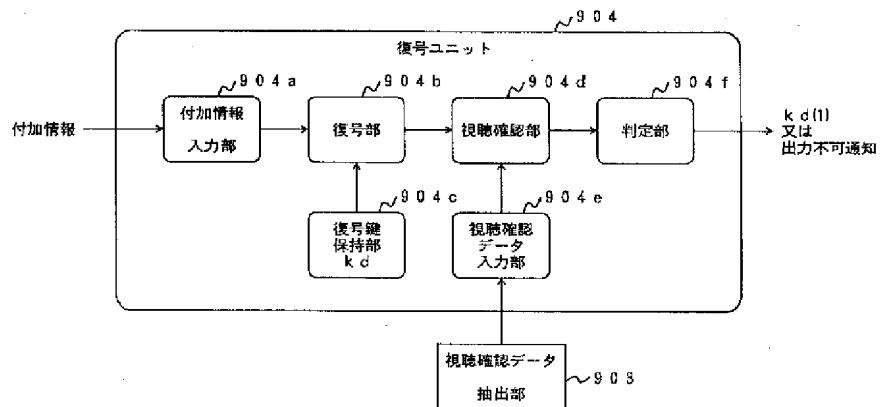 904
復号ユニット
904a
904b
904d
904f
付加情報
付加情報
入力部
復号部
視聴確認部
判定部
kd(1)
又は
出力不可通知
904c
904e
復号鍵
保持部
kd
視聴確認
データ
入力部
視聴確認データ
抽出部
903